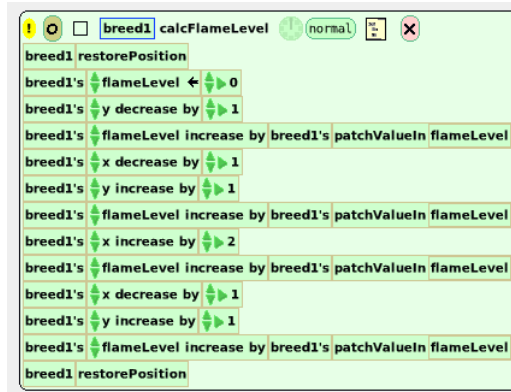 ! breed1 calcFlameLevel normal
breed1 restorePosition
breed1's flameLevel ← 0
breed1's y decrease by 1
breed1's flameLevel increase by breed1's patchValueIn flameLevel
breed1's x decrease by 1
breed1's y increase by 1
breed1's flameLevel increase by breed1's patchValueIn flameLevel
breed1's x increase by 2
breed1's flameLevel increase by breed1's patchValueIn flameLevel
breed1's x decrease by 1
breed1's y increase by 1
breed1's flameLevel increase by breed1's patchValueIn flameLevel
breed1 restorePosition